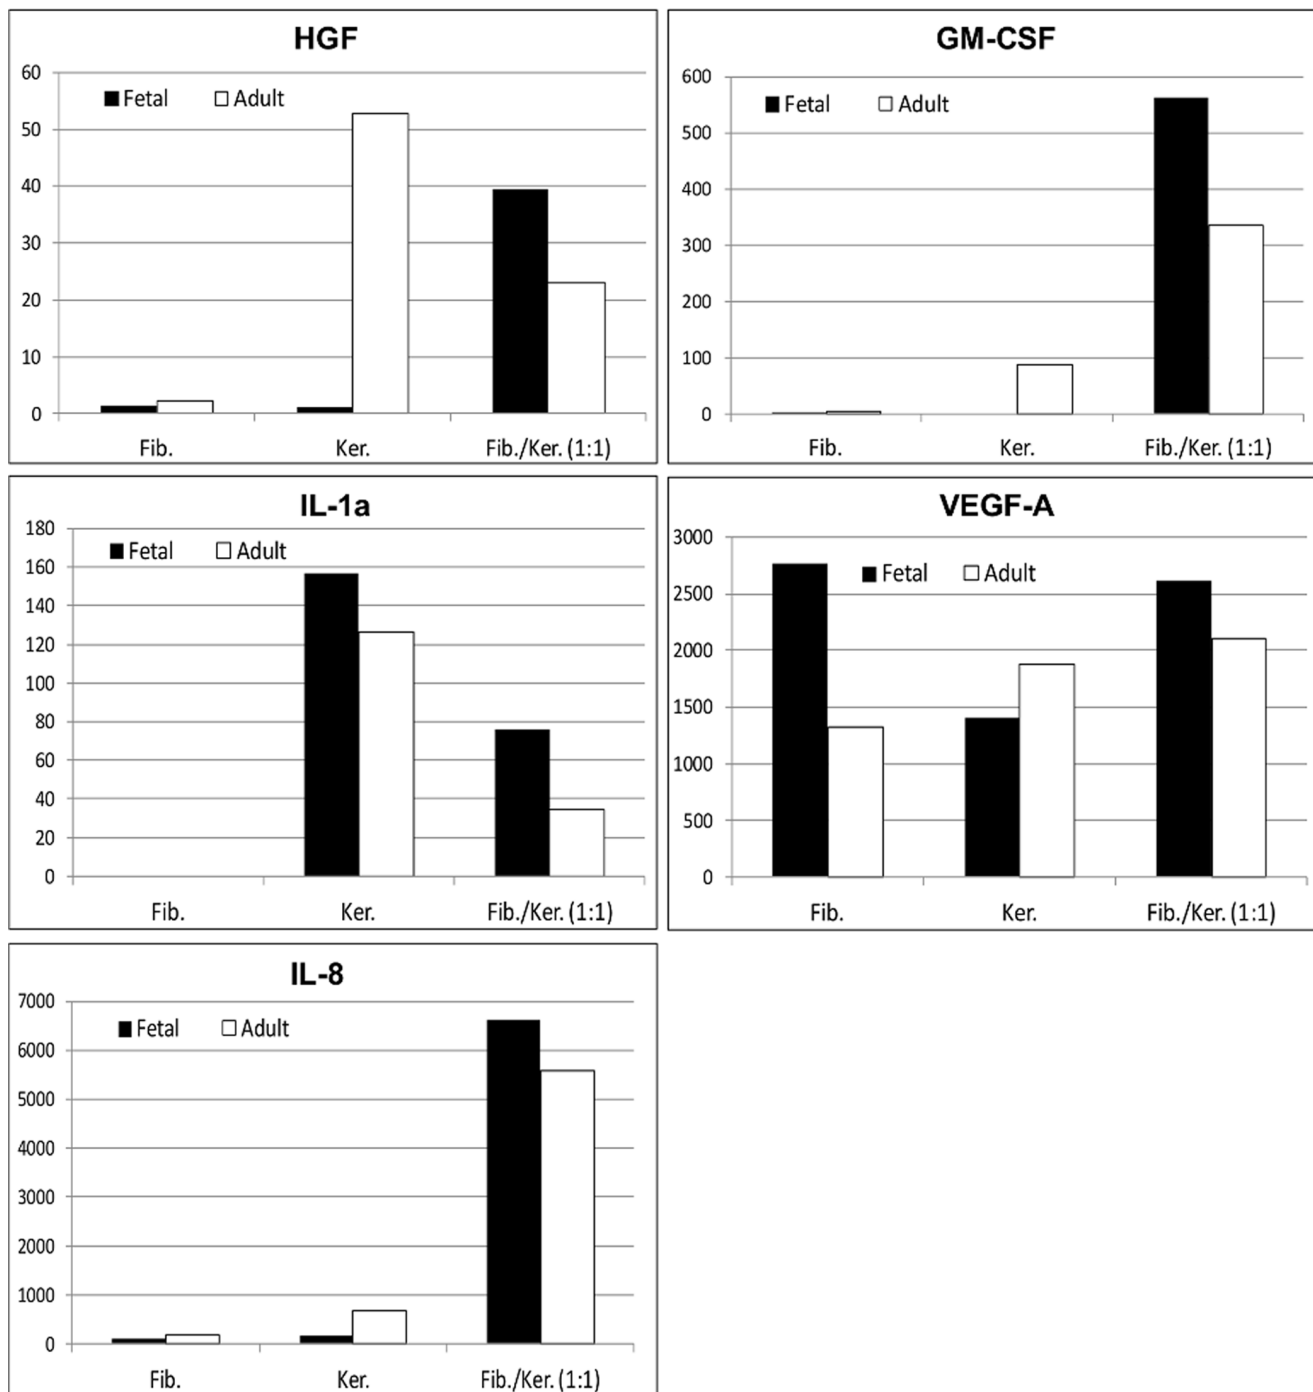 HGF
Fetal Adult
60
50
40
30
20
10
0
Fib. Ker. Fib./Ker. (1:1)
GM-CSF
Fetal Adult
600
500
400
300
200
100
0
Fib. Ker. Fib./Ker. (1:1)
IL-1a
Fetal Adult
180
160
140
120
100
80
60
40
20
0
Fib. Ker. Fib./Ker. (1:1)
VEGF-A
Fetal Adult
3000
2500
2000
1500
1000
500
0
Fib. Ker. Fib./Ker. (1:1)
IL-8
Fetal Adult
7000
6000
5000
4000
3000
2000
1000
0
Fib. Ker. Fib./Ker. (1:1)